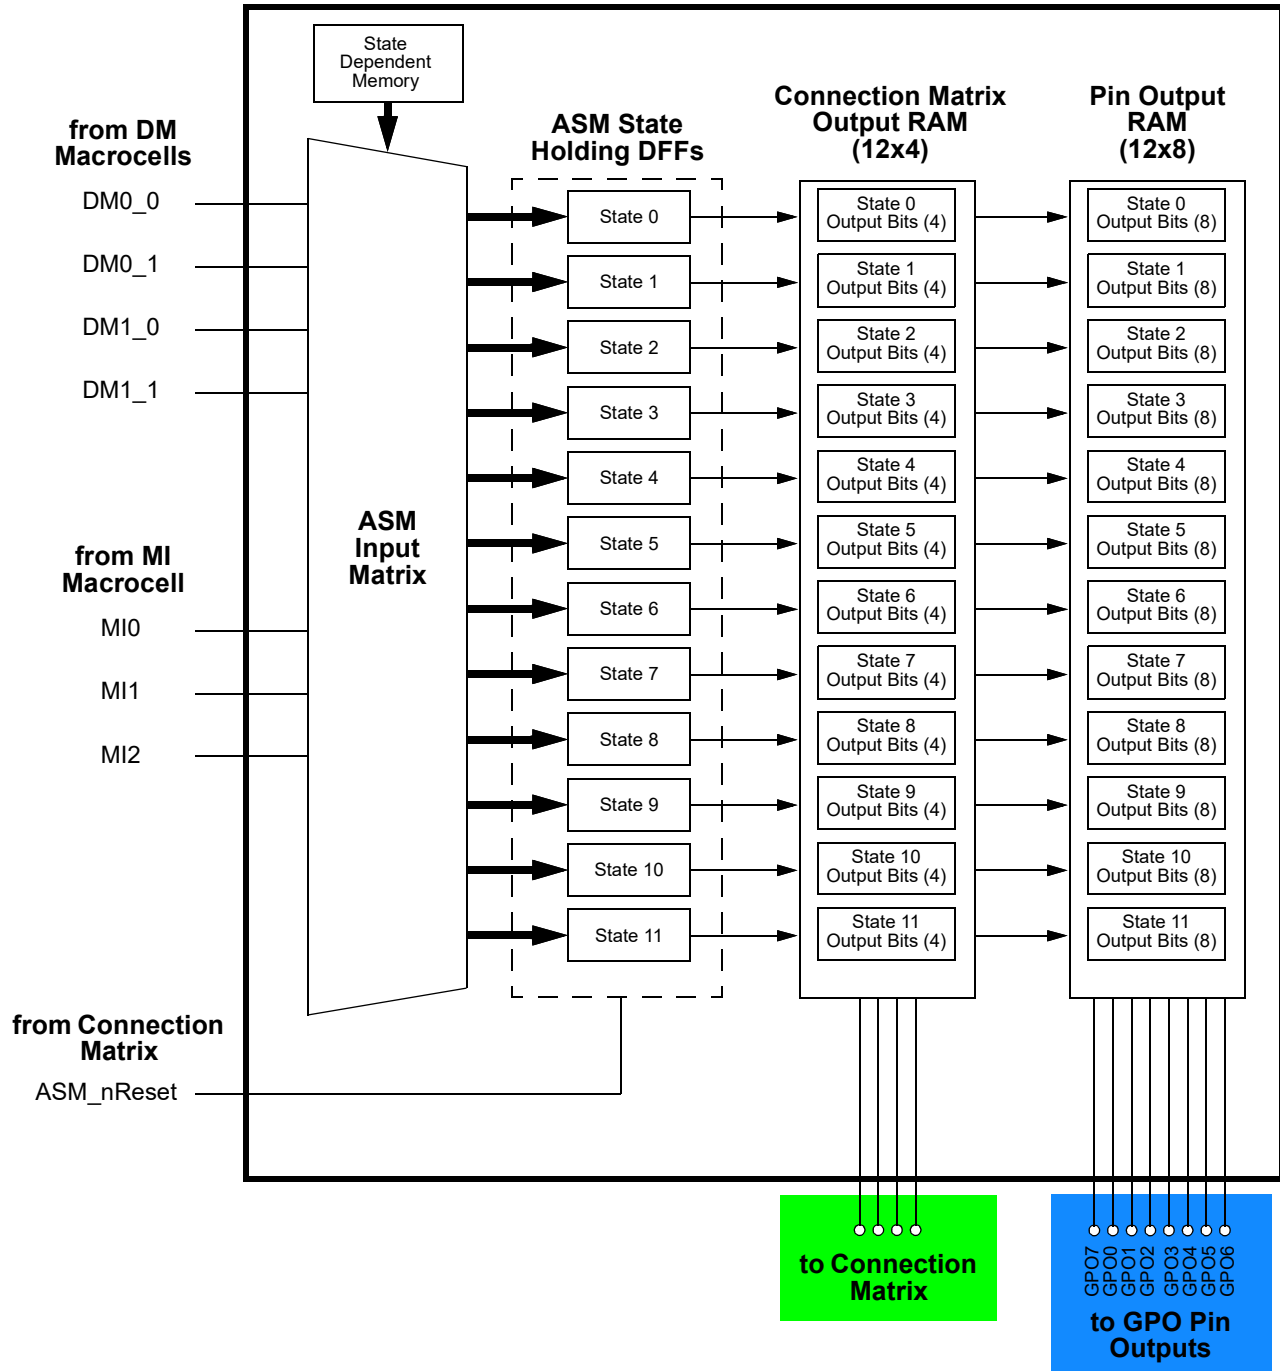 State
Dependent
Memory
from DM
Macrocells
DM0_0
DM0_1
DM1_0
DM1_1
from MI
Macrocell
MI0
MI1
MI2
from Connection
Matrix
ASM_nReset
ASM
Input
Matrix
ASM State
Holding DFFs
State 0
State 1
State 2
State 3
State 4
State 5
State 6
State 7
State 8
State 9
State 10
State 11
Connection Matrix
Output RAM
(12x4)
State 0
Output Bits (4)
State 1
Output Bits (4)
State 2
Output Bits (4)
State 3
Output Bits (4)
State 4
Output Bits (4)
State 5
Output Bits (4)
State 6
Output Bits (4)
State 7
Output Bits (4)
State 8
Output Bits (4)
State 9
Output Bits (4)
State 10
Output Bits (4)
State 11
Output Bits (4)
Pin Output
RAM
(12x8)
State 0
Output Bits (8)
State 1
Output Bits (8)
State 2
Output Bits (8)
State 3
Output Bits (8)
State 4
Output Bits (8)
State 5
Output Bits (8)
State 6
Output Bits (8)
State 7
Output Bits (8)
State 8
Output Bits (8)
State 9
Output Bits (8)
State 10
Output Bits (8)
State 11
Output Bits (8)
to Connection
Matrix
GPO7
GPO0
GPO1
GPO2
GPO3
GPO4
GPO5
GPO6
to GPO Pin
Outputs